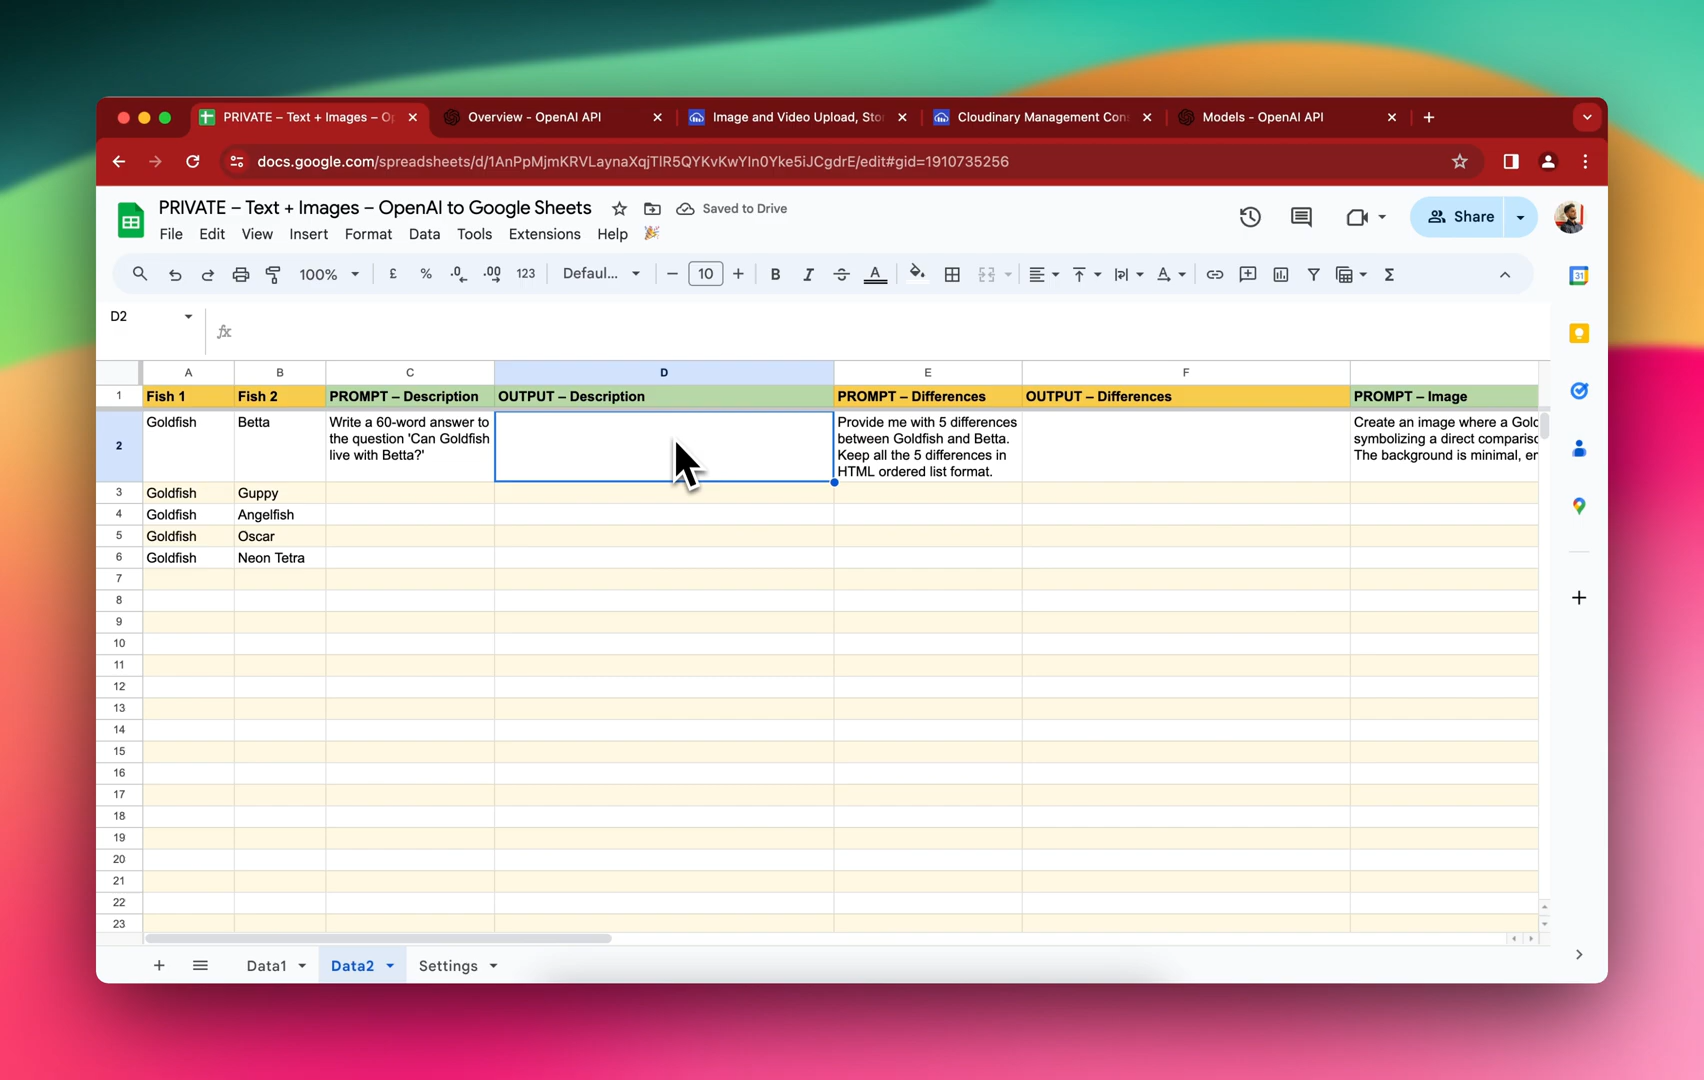 PRIVATE – Text + Images – Op
Overview - OpenAI API
Image and Video Upload, Stor
Cloudinary Management Cons
Models - OpenAI API
docs.google.com/spreadsheets/d/1AnPpMjmKRVLaynaXqjTIR5QYKvKwYIn0Yke5iJCgdrE/edit#gid=1910735256
PRIVATE – Text + Images – OpenAI to Google Sheets
Saved to Drive
Share
File Edit View Insert Format Data Tools Extensions Help
100% £ % .0 .00 123 Defaul... 10 B I A A Σ
31
D2
fx
A B C D E F
1 Fish 1 Fish 2 PROMPT – Description OUTPUT – Description PROMPT – Differences OUTPUT – Differences PROMPT – Image
2 Goldfish Betta
Write a 60-word answer to
the question 'Can Goldfish
live with Betta?'
Provide me with 5 differences
between Goldfish and Betta.
Keep all the 5 differences in
HTML ordered list format.
Create an image where a Gold
symbolizing a direct comparisc
The background is minimal, en
3 Goldfish Guppy
4 Goldfish Angelfish
5 Goldfish Oscar
6 Goldfish Neon Tetra
7
8
9
10
11
12
13
14
15
16
17
18
19
20
21
22
23
Data1 Data2 Settings